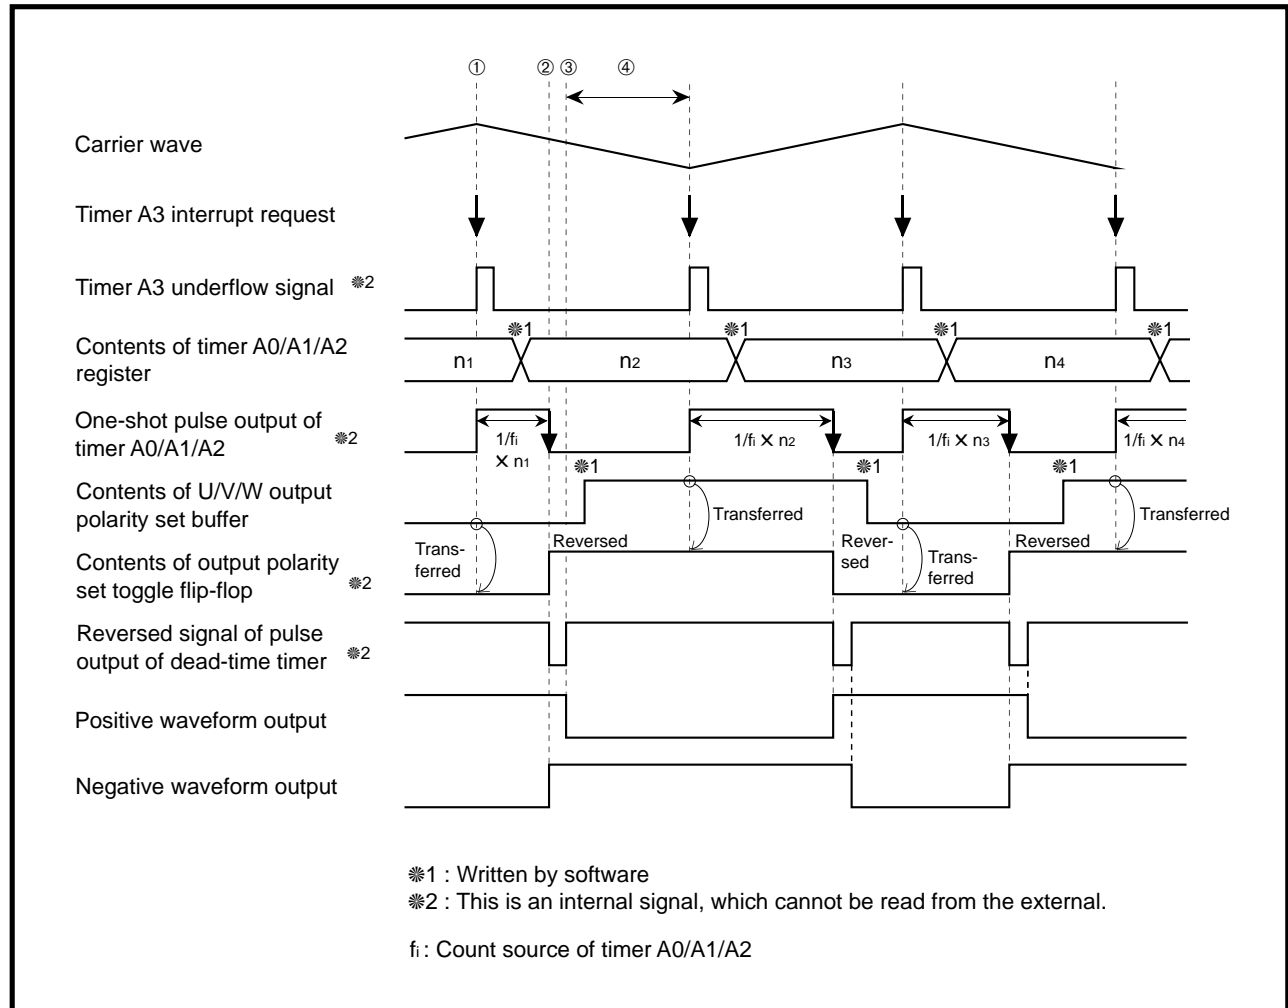 ① ② ③ ④
Carrier wave
Timer A3 interrupt request
Timer A3 underflow signal ❋2
❋1 ❋1 ❋1 ❋1
Contents of timer A0/A1/A2
register
n1 n2 n3 n4
One-shot pulse output of
timer A0/A1/A2 ❋2
1/fi
✕ n1
1/fi ✕ n2
1/fi ✕ n3
1/fi ✕ n4
❋1 ❋1 ❋1
Contents of U/V/W output
polarity set buffer
Transferred
Transferred
Trans-
ferred
Reversed
Rever-
sed
Trans-
ferred
Reversed
Contents of output polarity
set toggle flip-flop ❋2
Reversed signal of pulse
output of dead-time timer ❋2
Positive waveform output
Negative waveform output
❋1 : Written by software
❋2 : This is an internal signal, which cannot be read from the external.
fi : Count source of timer A0/A1/A2